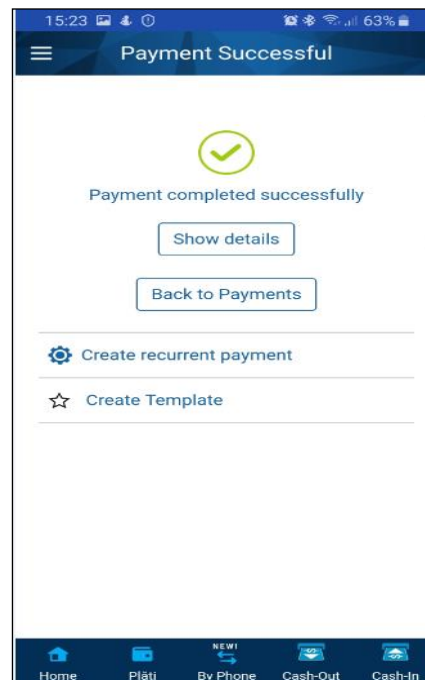 15:23 63%
Payment Successful
Payment completed successfully
Show details
Back to Payments
Create recurrent payment
Create Template
NEW!
Home Plăți By Phone Cash-Out Cash-In